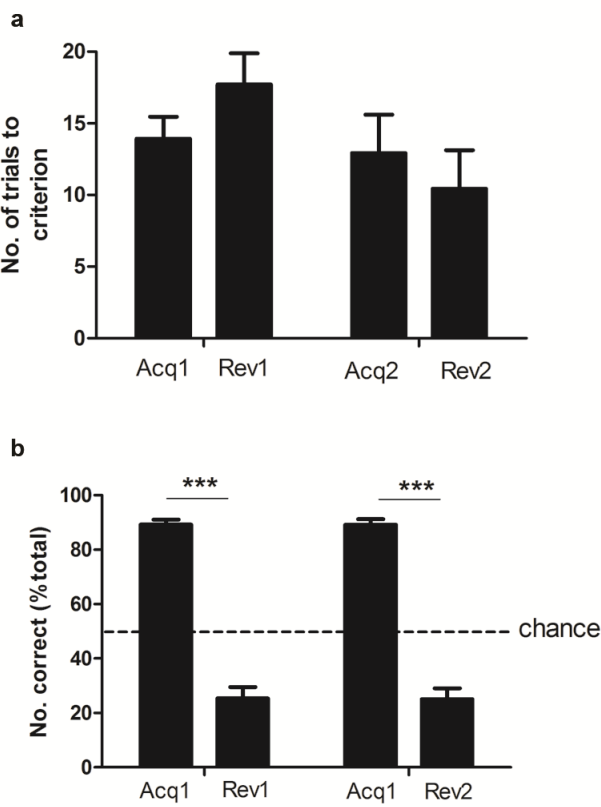 a
No. of trials to
criterion
20
15
10
5
0
Acq1 Rev1 Acq2 Rev2
b
No. correct (%total)
100
80
60
40
20
0
*** ***
chance
Acq1 Rev1 Acq1 Rev2